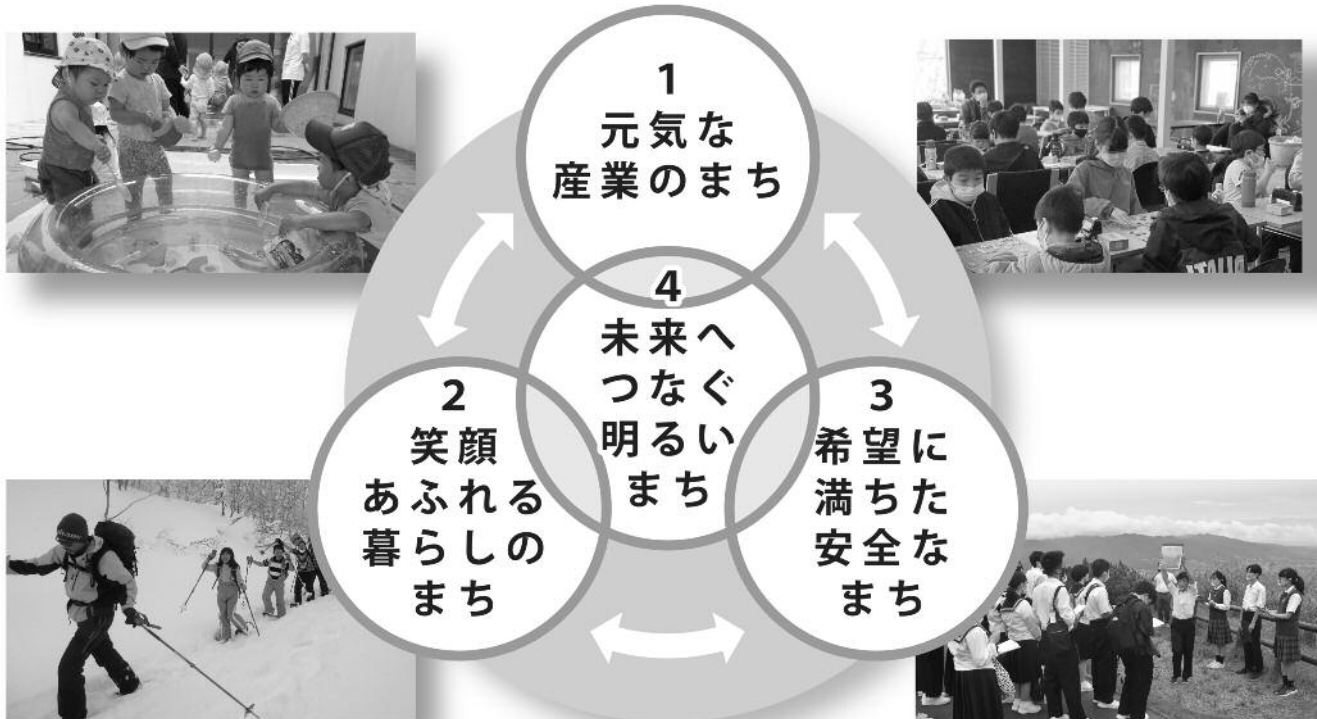 1
元気な
産業のまち
4
未来へ
つなぐ
明るい
まち
2
笑顔
あふれる
暮らしの
まち
3
希望に
満ちた
安全な
まち
ITALIA